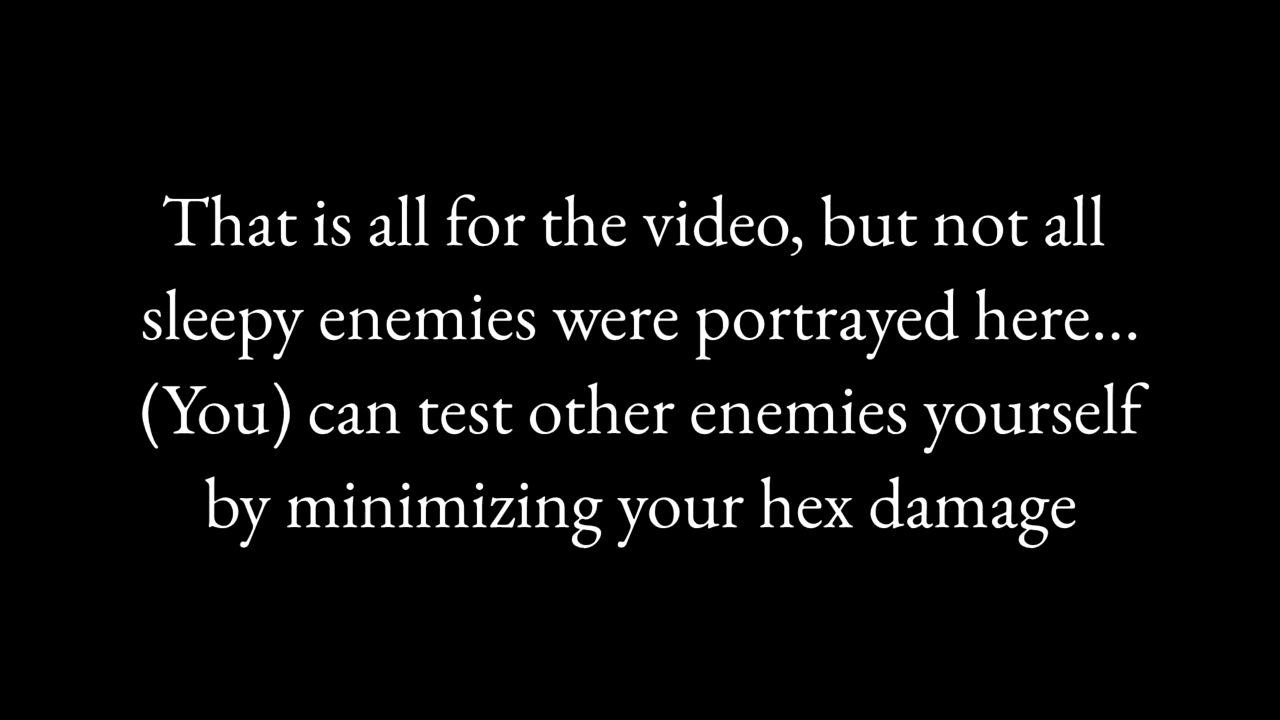 That is all for the video, but not all
sleepy enemies were portrayed here...
(You) can test other enemies yourself
by minimizing your hex damage